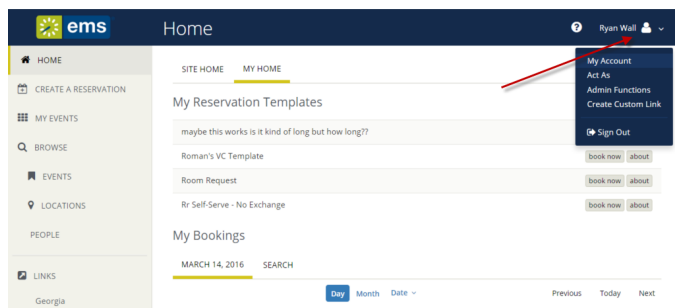 ems
Home
Ryan Wall
HOME
CREATE A RESERVATION
MY EVENTS
BROWSE
EVENTS
LOCATIONS
PEOPLE
LINKS
Georgia
SITE HOME MY HOME
My Account
Act As
Admin Functions
Create Custom Link
Sign Out
My Reservation Templates
maybe this works is it kind of long but how long??
Roman's VC Template book now about
Room Request book now about
Rr Self-Serve - No Exchange book now about
My Bookings
MARCH 14, 2016 SEARCH
Day Month Date Previous Today Next